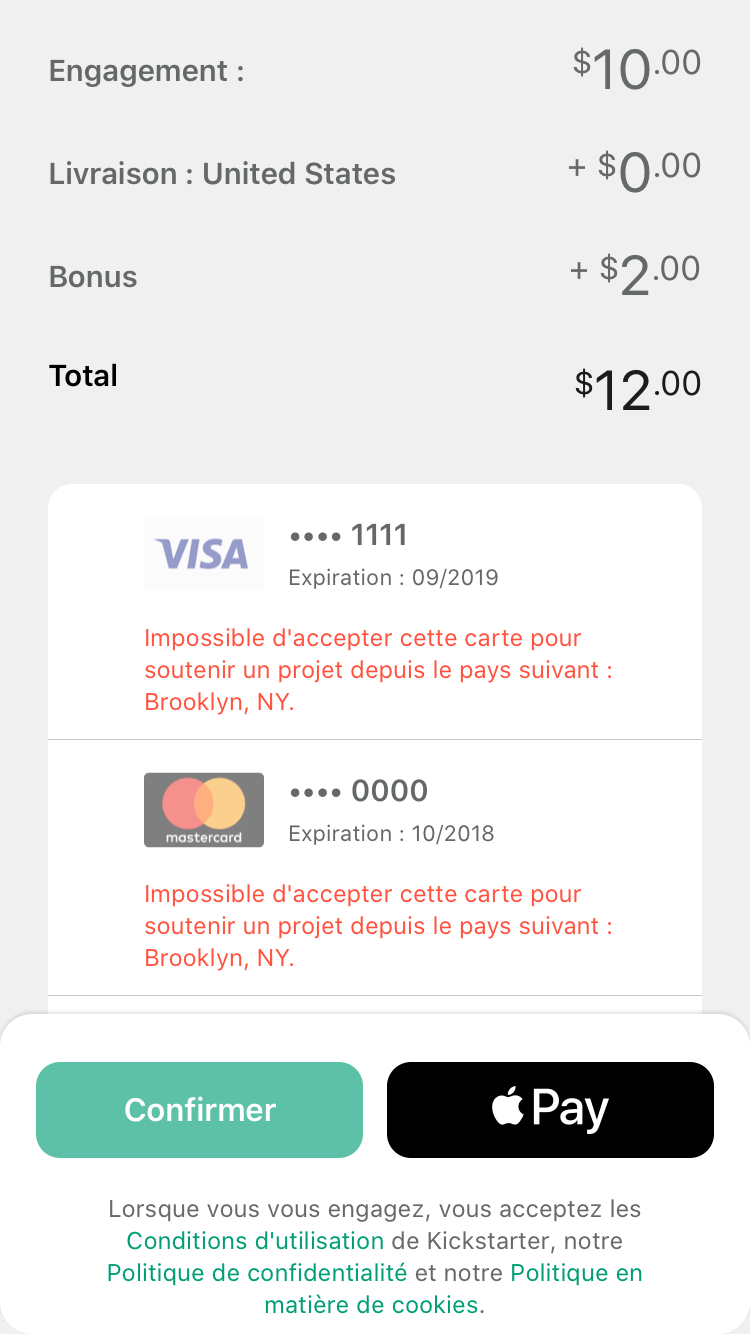 Engagement : $10.00
Livraison : United States + $0.00
Bonus + $2.00
Total $12.00
VISA •••• 1111
Expiration : 09/2019
Impossible d'accepter cette carte pour
soutenir un projet depuis le pays suivant :
Brooklyn, NY.
•••• 0000
mastercard Expiration : 10/2018
Impossible d'accepter cette carte pour
soutenir un projet depuis le pays suivant :
Brooklyn, NY.
Confirmer Pay
Lorsque vous vous engagez, vous acceptez les
Conditions d'utilisation de Kickstarter, notre
Politique de confidentialité et notre Politique en
matière de cookies.